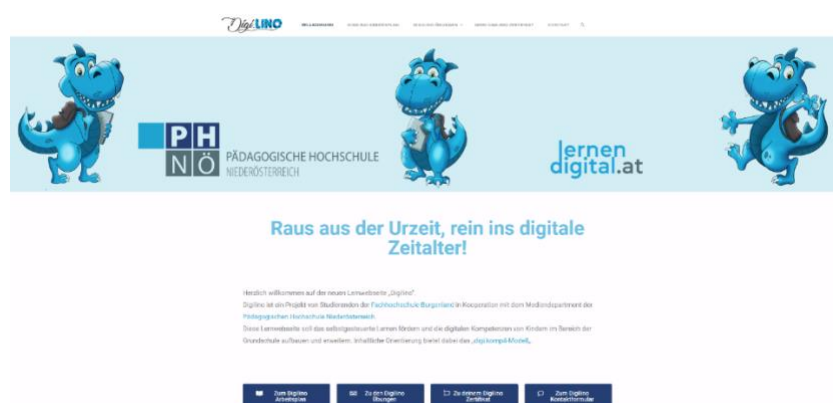 DigiLINO
PH
NÖ
PÄDAGOGISCHE HOCHSCHULE
NIEDERÖSTERREICH
lernen
digital.at
Raus aus der Urzeit, rein ins digitale
Zeitalter!
Herzlich willkommen auf der neuen Lernwebseite „Digilino“.
Digilino ist ein Projekt von Studierenden der Fachhochschule Burgenland in Kooperation mit dem Mediendepartment der
Pädagogischen Hochschule Niederösterreich.
Diese Lernwebseite soll das selbstgesteuerte Lernen fördern und die digitalen Kompetenzen von Kindern im Bereich der
Grundschule aufbauen und erweitern. Inhaltliche Orientierung bietet dabei das „digi.komp4 Modell“.
Zum Digilino
Arbeitsplan
Zu den Digilino
Übungen
Zu deinem Digilino
Zertifikat
Zum Digilino
Kontaktformular